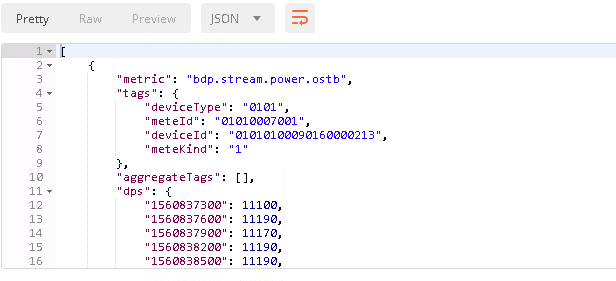 Pretty Raw Preview JSON
1 [
2 {
3 "metric": "bdp.stream.power.ostb",
4 "tags": {
5 "deviceType": "0101",
6 "meteId": "01010007001",
7 "deviceId": "01010100090160000213",
8 "meteKind": "1"
9 },
10 "aggregateTags": [],
11 "dps": {
12 "1560837300": 11100,
13 "1560837600": 11190,
14 "1560837900": 11170,
15 "1560838200": 11190,
16 "1560838500": 11190,